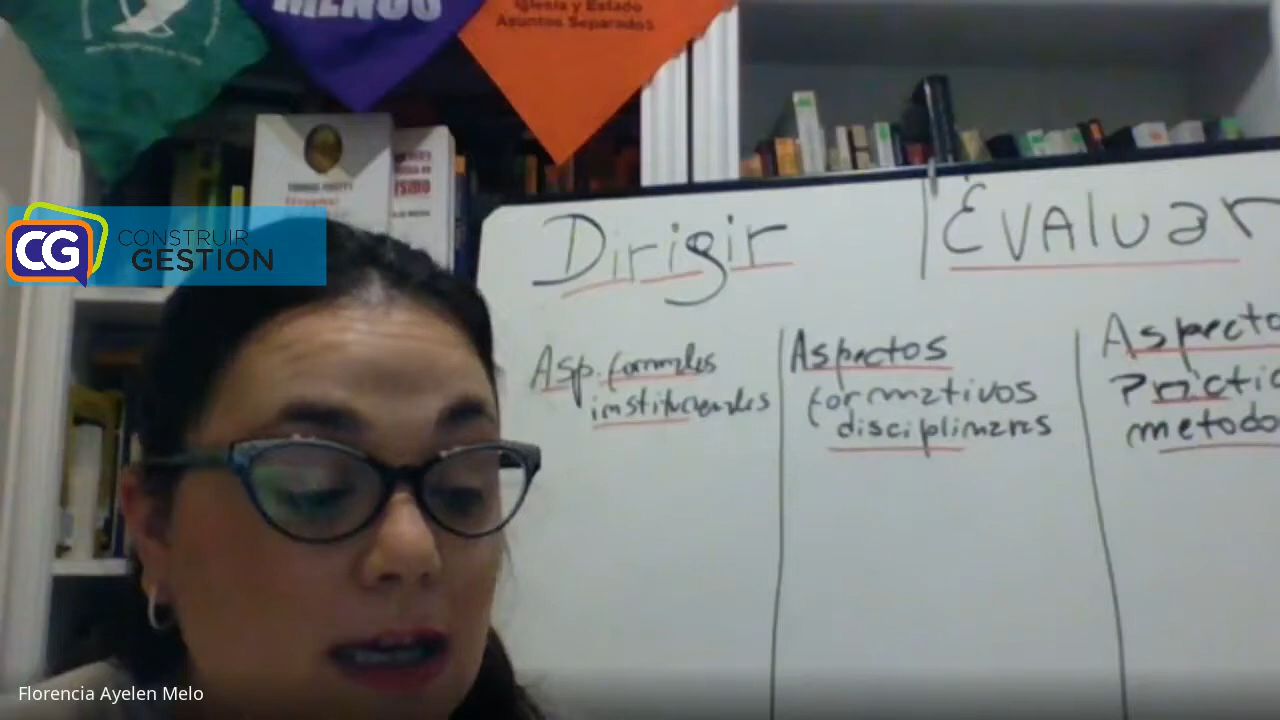 MENOS
Iglesia y Estado
Asuntos Separados
CG CONSTRUIR
GESTION
Dirigir
Evaluar
Asp. formales
institucionales
Aspectos
formativos
disciplinares
Aspecto
Práctic
metodo
Florencia Ayelen Melo